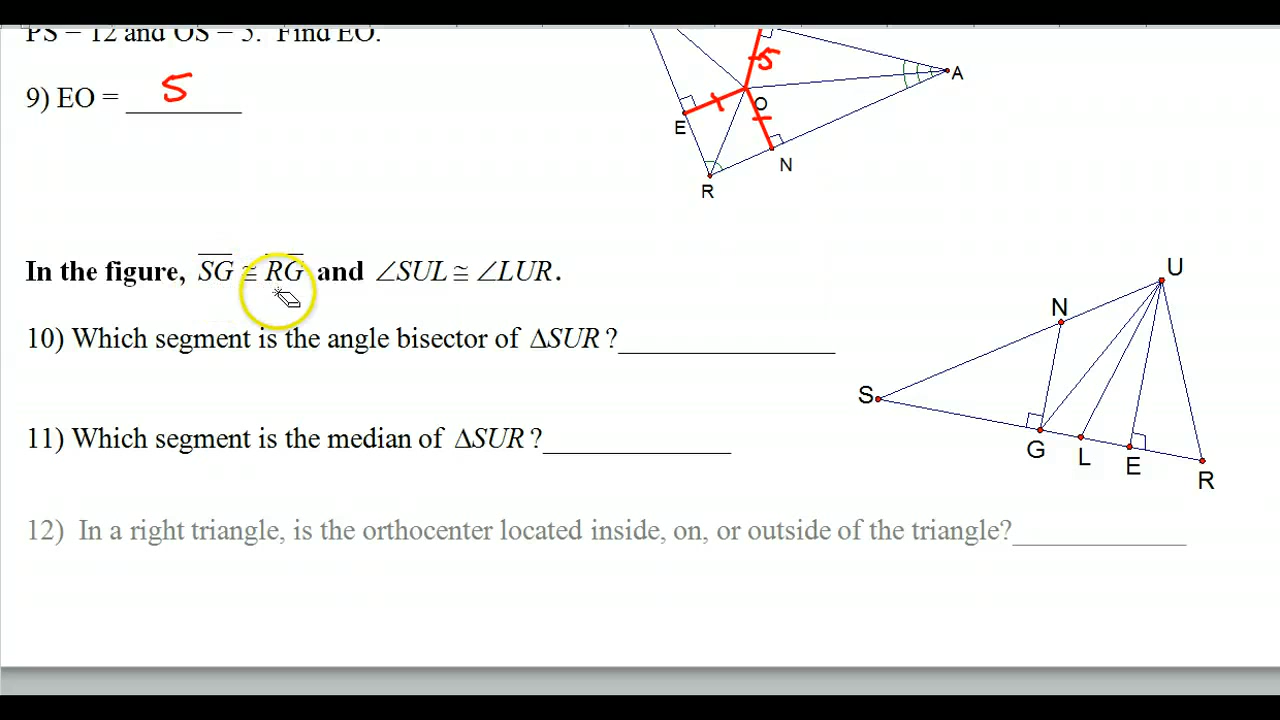 PS = 12 and OS = 5. Find EO.
5
A
9) EO = 5
O
E
N
R
In the figure, SG ≅ RG and ∠SUL ≅ ∠LUR.
U
N
10) Which segment is the angle bisector of ΔSUR?
S
11) Which segment is the median of ΔSUR?
G L E R
12) In a right triangle, is the orthocenter located inside, on, or outside of the triangle?